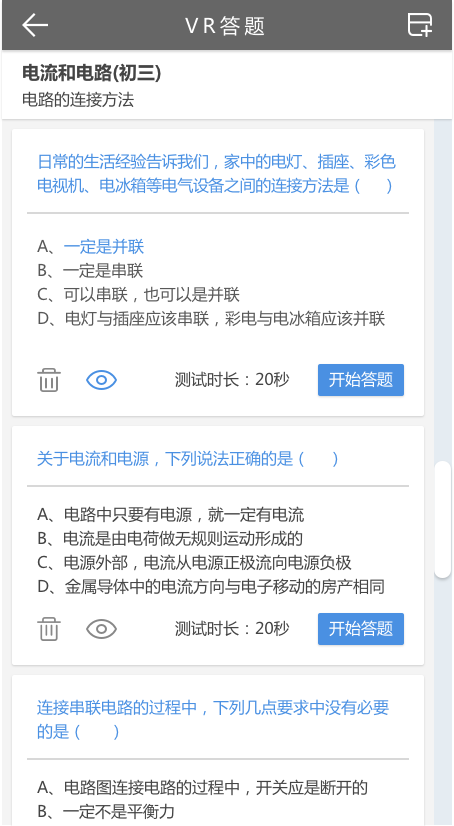 VR答题
电流和电路(初三)
电路的连接方法
日常的生活经验告诉我们，家中的电灯、插座、彩色
电视机、电冰箱等电气设备之间的连接方法是（　　）
A、一定是并联
B、一定是串联
C、可以串联，也可以是并联
D、电灯与插座应该串联，彩电与电冰箱应该并联
测试时长：20秒 开始答题
关于电流和电源，下列说法正确的是（　　）
A、电路中只要有电源，就一定有电流
B、电流是由电荷做无规则运动形成的
C、电源外部，电流从电源正极流向电源负极
D、金属导体中的电流方向与电子移动的房产相同
测试时长：20秒 开始答题
连接串联电路的过程中，下列几点要求中没有必要
的是（　　）
A、电路图连接电路的过程中，开关应是断开的
B、一定不是平衡力